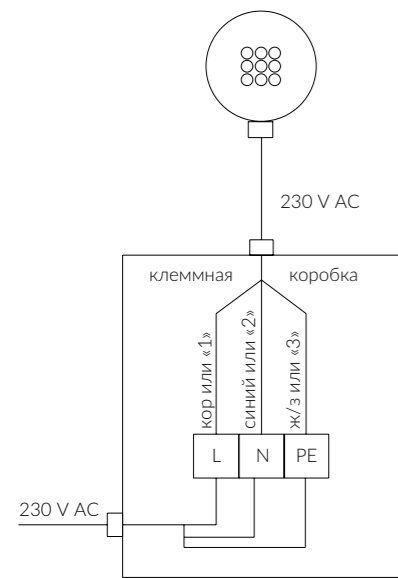 230 V AC
клеммная коробка
кор или «1»
синий или «2»
ж/з или «3»
L N PE
230 V AC